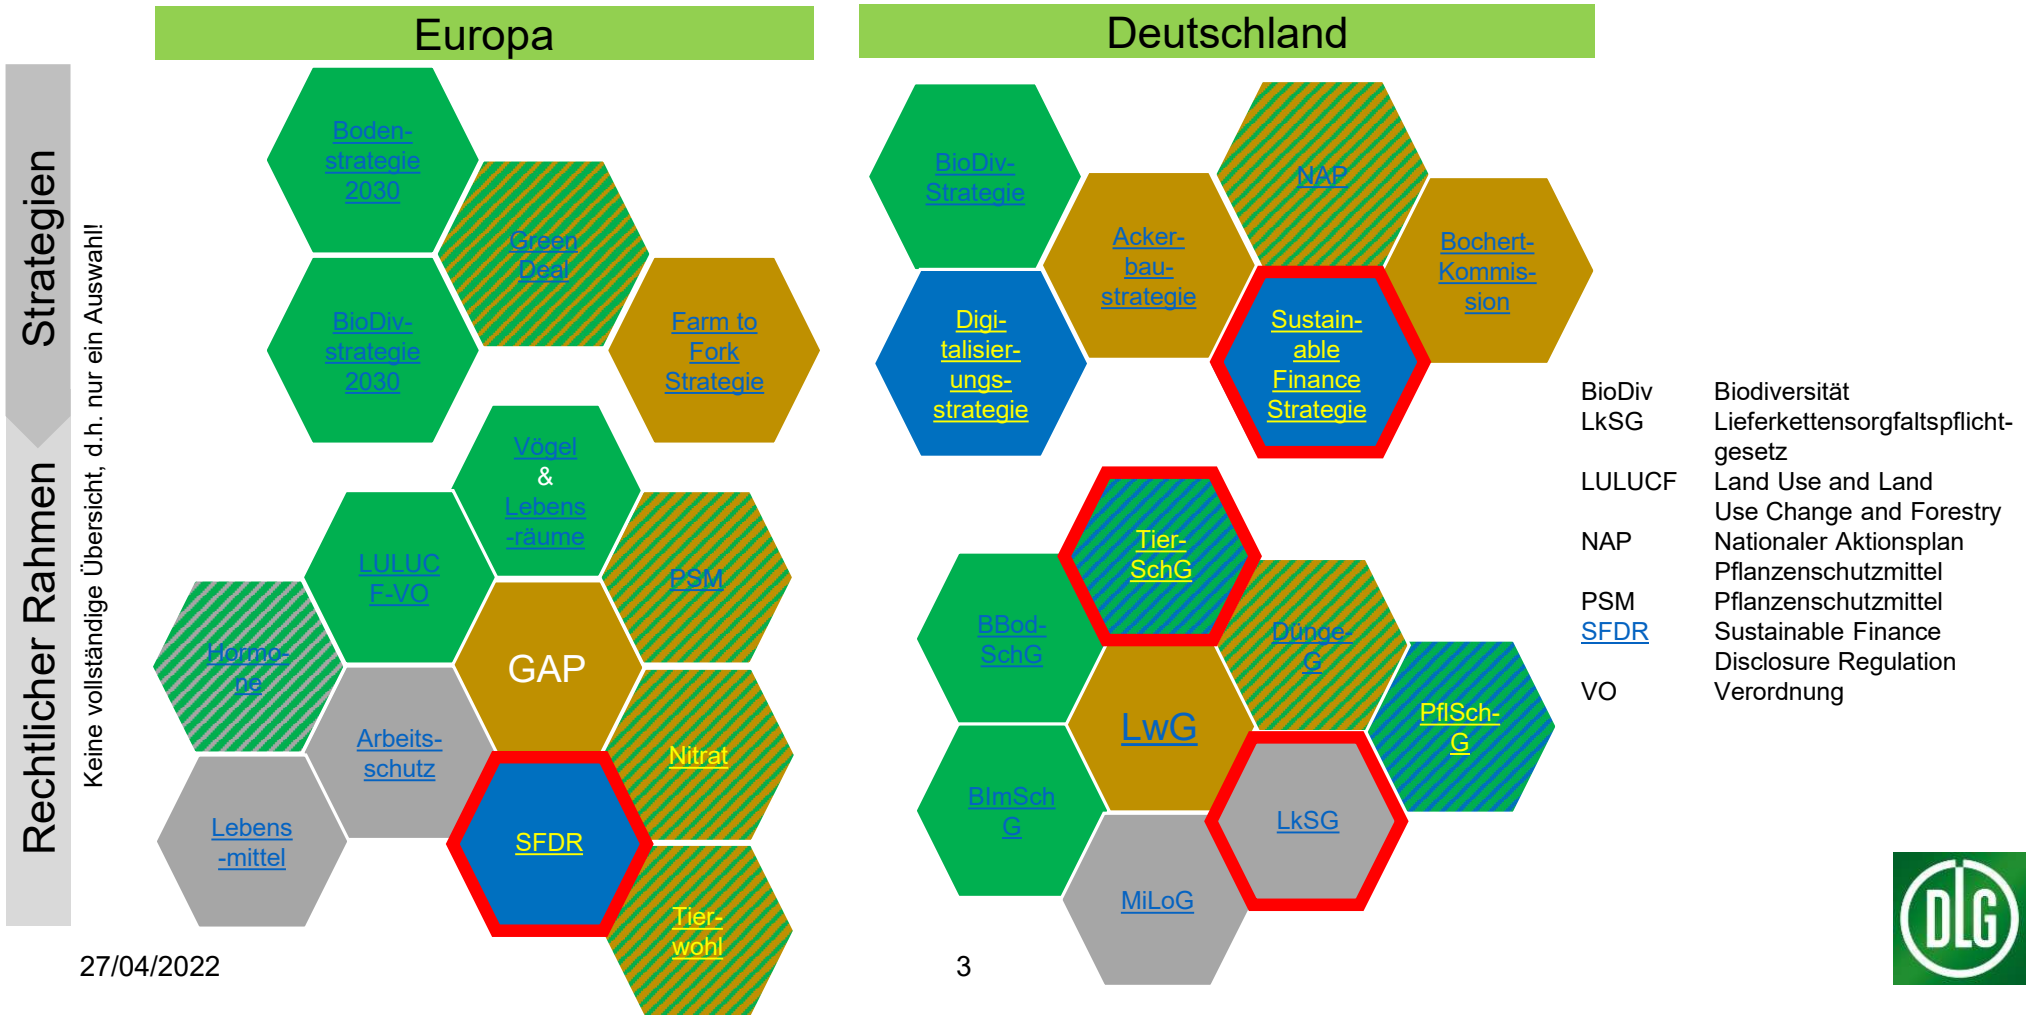 Europa
Deutschland
Strategien
Rechtlicher Rahmen
Keine vollständige Übersicht, d.h. nur ein Auswahl!
Boden-
strategie
2030
Green
Deal
BioDiv-
strategie
2030
Farm to
Fork
Strategie
Vögel
&
Lebens
-räume
LULUC
F-VO
PSM
Hormo-
ne
GAP
Arbeits-
schutz
Nitrat
Lebens
-mittel
SFDR
Tier-
wohl
BioDiv-
Strategie
NAP
Acker-
bau-
strategie
Bochert-
Kommis-
sion
Digi-
talisier-
ungs-
strategie
Sustain-
able
Finance
Strategie
Tier-
SchG
BBod-
SchG
Dünge-
G
LwG
PflSch-
G
BImSch
G
LkSG
MiLoG
BioDiv Biodiversität
LkSG Lieferkettensorgfaltspflicht-
gesetz
LULUCF Land Use and Land
Use Change and Forestry
NAP Nationaler Aktionsplan
Pflanzenschutzmittel
PSM Pflanzenschutzmittel
SFDR Sustainable Finance
Disclosure Regulation
VO Verordnung
27/04/2022
3
DLG